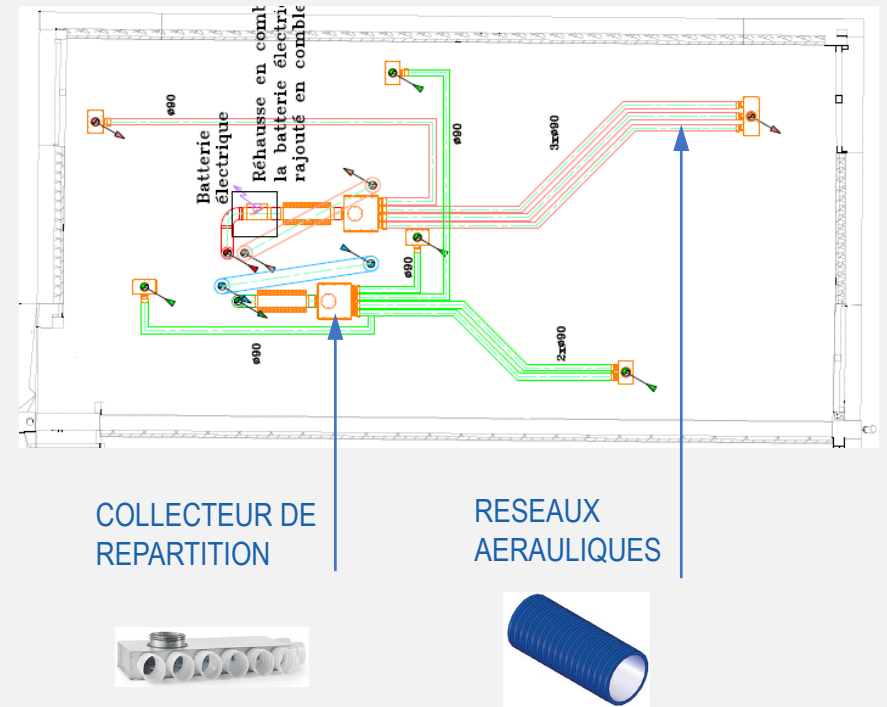 Batterie
électrique
Réhausse en comb
la batterie électri
rajouté en comble
ø90
ø90
3xø90
ø90
ø90
2xø90
COLLECTEUR DE
REPARTITION
RESEAUX
AERAULIQUES